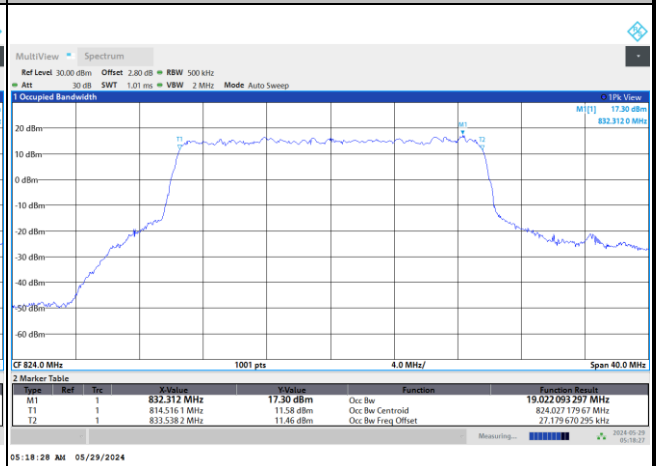 MultiView Spectrum
Ref Level 30.00 dBm Offset 2.80 dB RBW 500 kHz
Att 30 dB SWT 1.01 ms VBW 2 MHz Mode Auto Sweep
1 Occupied Bandwidth 1Pk View
M1[1] 17.30 dBm
832.312 0 MHz
20 dBm
M1
T1
T2
10 dBm
0 dBm
-10 dBm
-20 dBm
-30 dBm
-40 dBm
-50 dBm
-60 dBm
CF 824.0 MHz 1001 pts 4.0 MHz/ Span 40.0 MHz
2 Marker Table
Type Ref Trc X-Value Y-Value Function Function Result
M1 1 832.312 MHz 17.30 dBm Occ Bw 19.022 093 297 MHz
T1 1 814.516 1 MHz 11.58 dBm Occ Bw Centroid 824.027 179 67 MHz
T2 1 833.538 2 MHz 11.46 dBm Occ Bw Freq Offset 27.179 670 295 kHz
Measuring... 2024-05-29
05:18:27
05:18:28 AM 05/29/2024